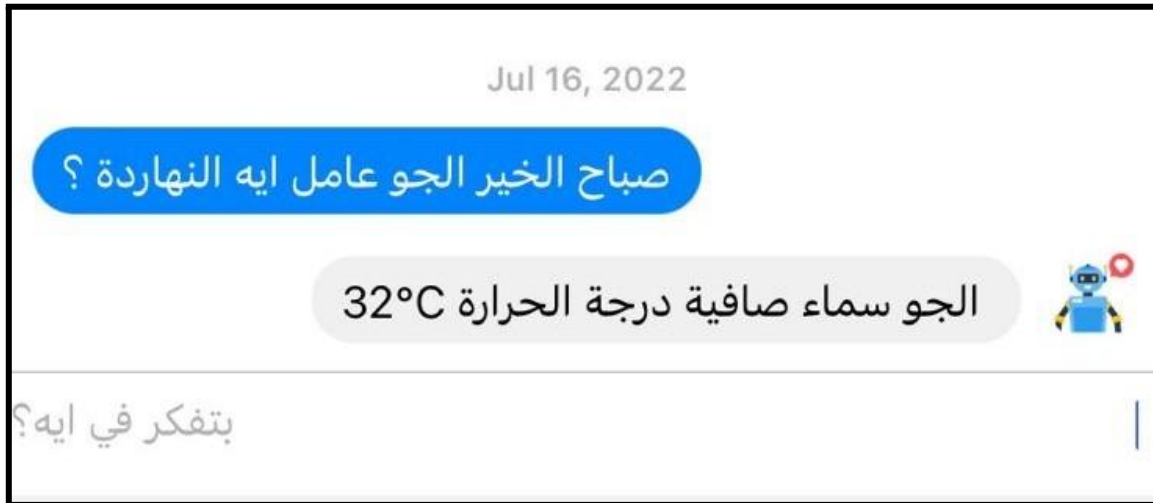 Jul 16, 2022
صباح الخير الجو عامل ايه النهاردة ؟
الجو سماء صافية درجة الحرارة 32°C
بتفكر في ايه؟